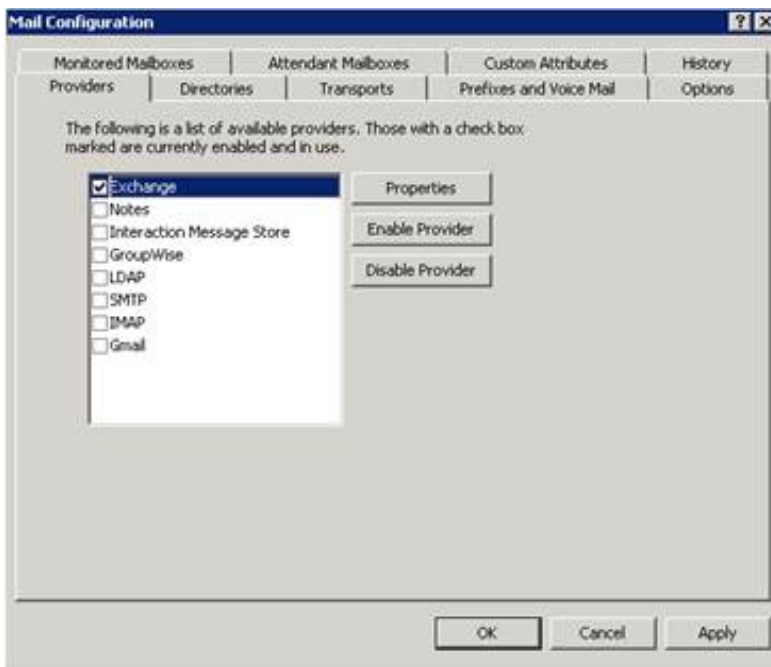 Mail Configuration
Monitored Mailboxes Attendant Mailboxes Custom Attributes History
Providers Directories Transports Prefixes and Voice Mail Options
The following is a list of available providers. Those with a check box
marked are currently enabled and in use.
Exchange
Notes
Interaction Message Store
GroupWise
LDAP
SMTP
IMAP
Gmail
Properties
Enable Provider
Disable Provider
OK Cancel Apply